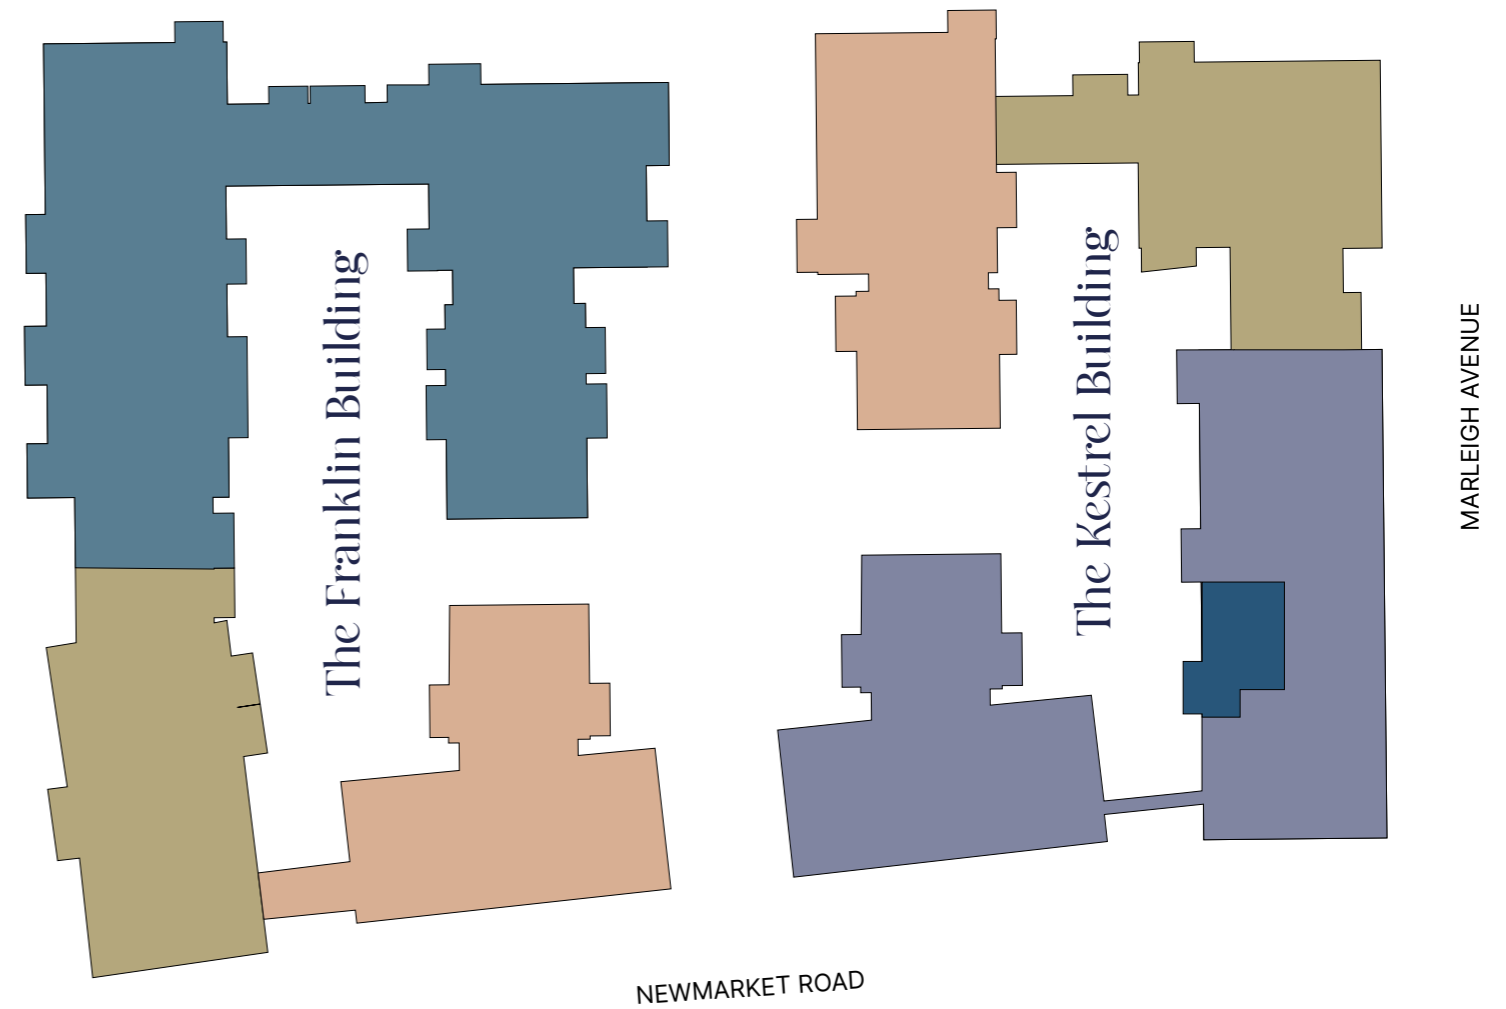 The Franklin Building
The Kestrel Building
MARLEIGH AVENUE
NEWMARKET ROAD